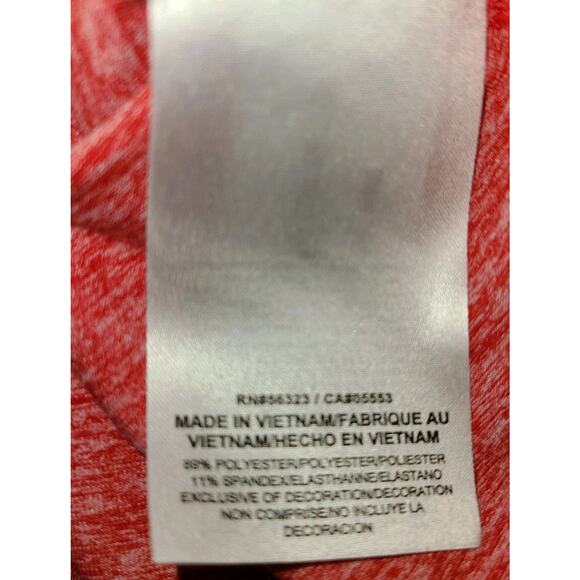 RN#56323 / CA#05553
MADE IN VIETNAM/FABRIQUE AU
VIETNAM/HECHO EN VIETNAM
89% POLYESTER/POLYESTER/POLIESTER
11% SPANDEX/ELASTHANNE/ELASTANO
EXCLUSIVE OF DECORATION/DECORATION
NON COMPRISE/NO INCLUYE LA
DECORACION